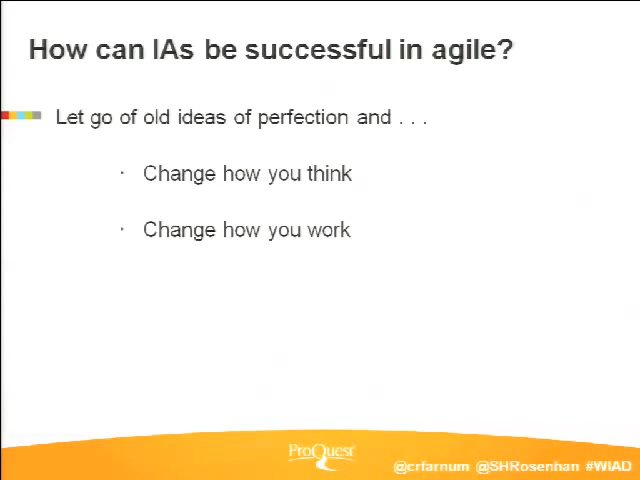 How can IAs be successful in agile?
Let go of old ideas of perfection and . . .
· Change how you think
· Change how you work
ProQuest
@crfarnum @SHRosenhan #WIAD